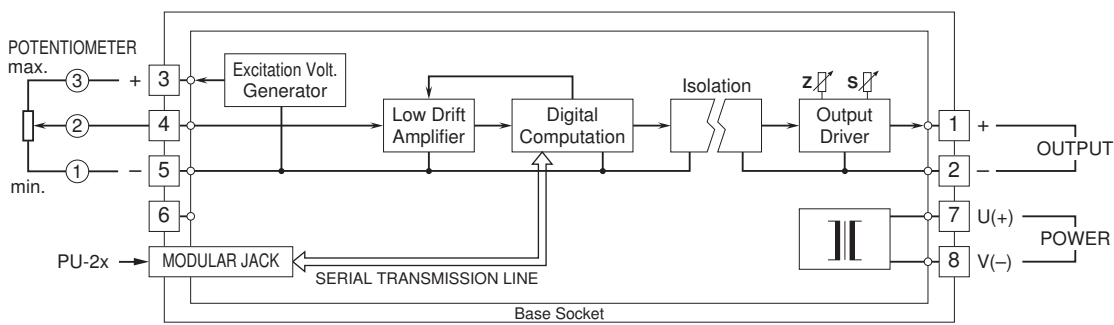 POTENTIOMETER
max.
3
+
3
Excitation Volt.
Generator
2
4
Low Drift
Amplifier
Digital
Computation
Isolation
Z
S
Output
Driver
1
+
OUTPUT
1
–
5
2
–
min.
6
7
U(+)
POWER
PU-2x
MODULAR JACK
8
V(–)
SERIAL TRANSMISSION LINE
Base Socket